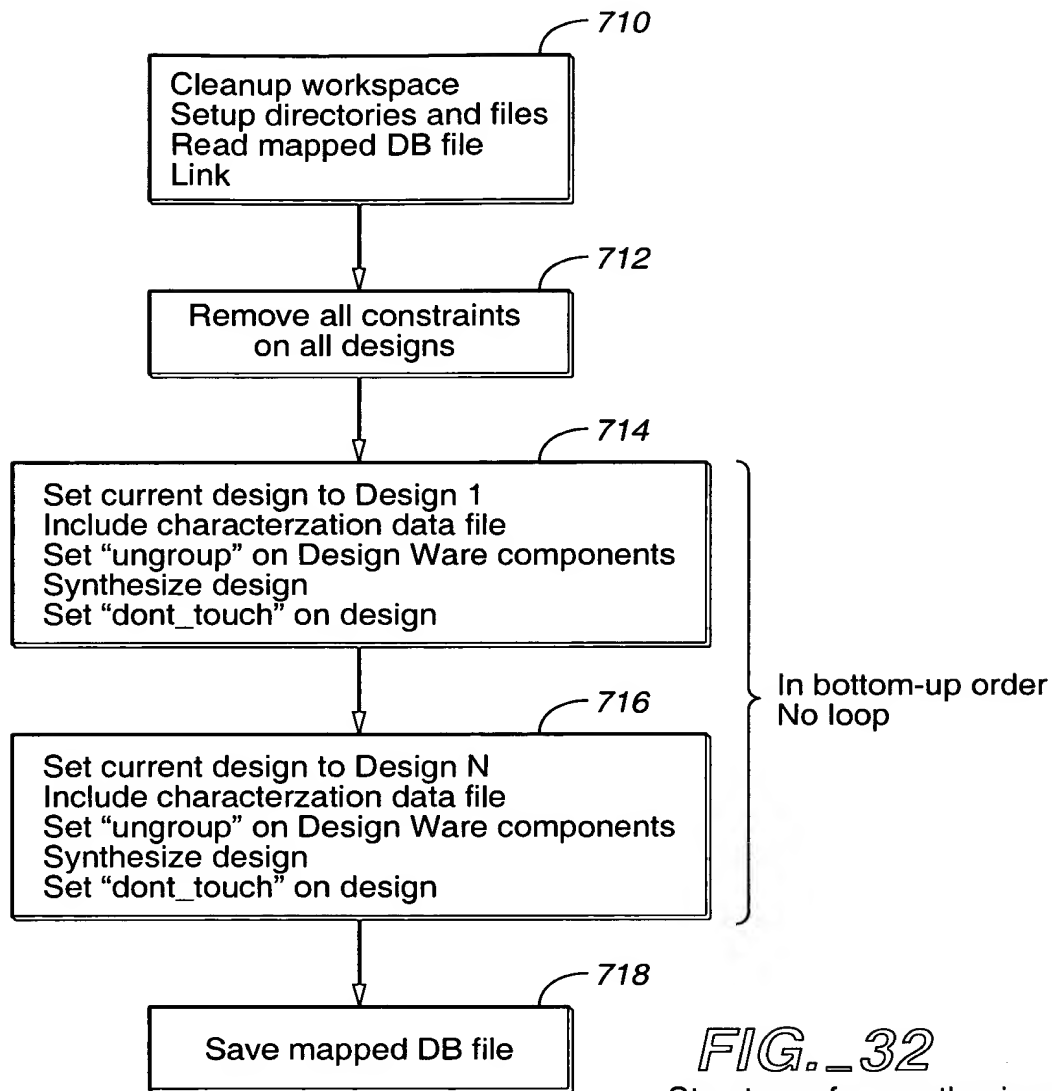 710
Cleanup workspace
Setup directories and files
Read mapped DB file
Link
712
Remove all constraints
on all designs
714
Set current design to Design 1
Include characterzation data file
Set “ungroup” on Design Ware components
Synthesize design
Set “dont_touch” on design
In bottom-up order
No loop
716
Set current design to Design N
Include characterzation data file
Set “ungroup” on Design Ware components
Synthesize design
Set “dont_touch” on design
718
Save mapped DB file
FIG._32